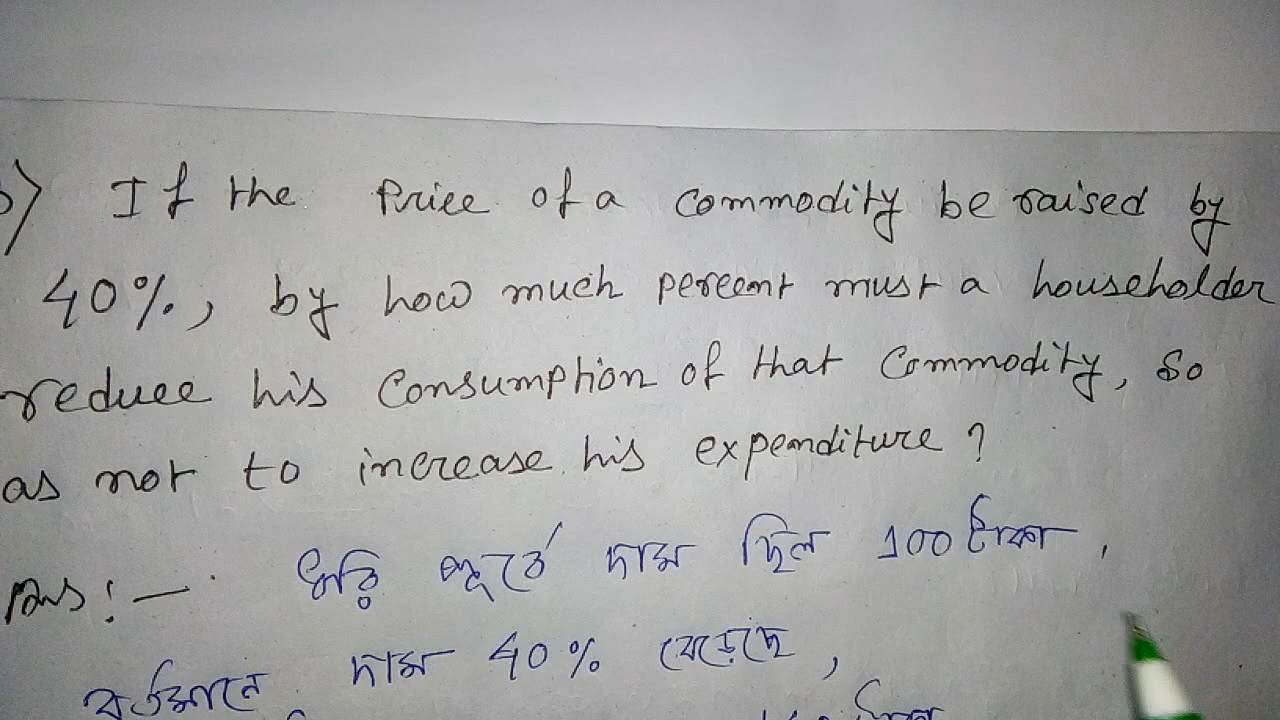 ) If the Price of a commodity be raised by
40%, by how much percent must a householder
reduce his Consumption of that Commodity, so
as not to increase his expenditure?
Ans:- ধরি পূর্বে দাম ছিল 100 টাকা,
বর্তমানে দাম 40% বেড়েছে,
টাকা